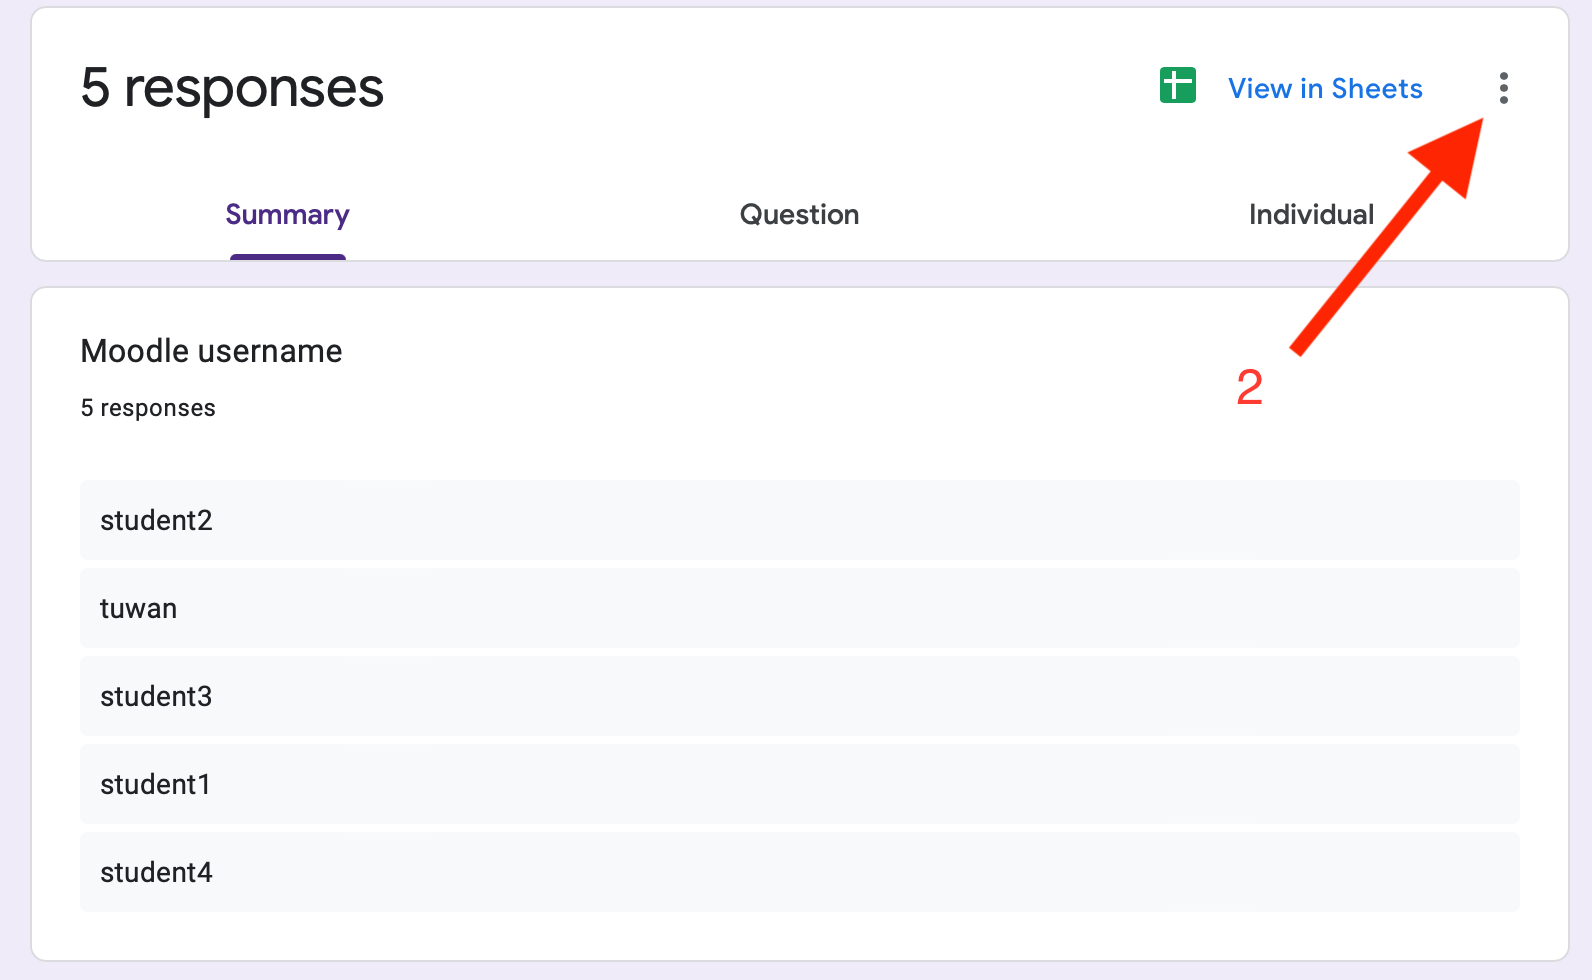 5 responses
View in Sheets
Summary
Question
Individual
Moodle username
5 responses
2
student2
tuwan
student3
student1
student4